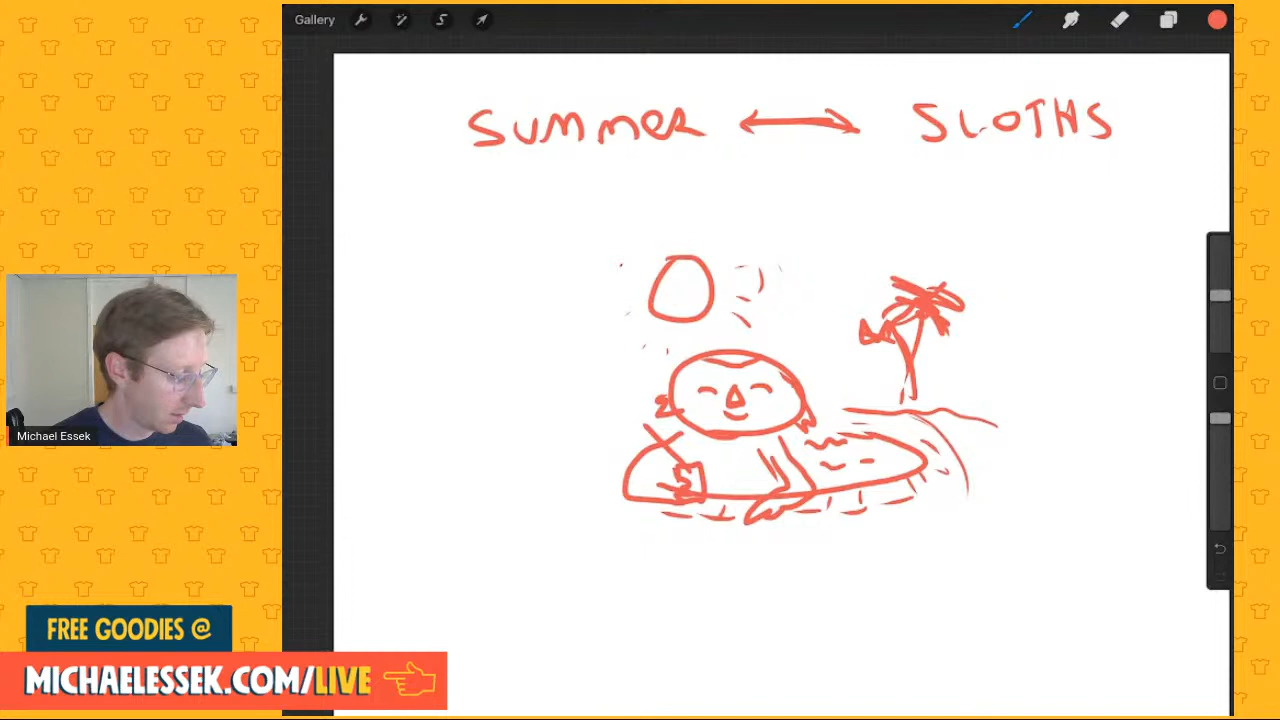 Gallery
SUMMER ↔ SLOTHS
Michael Essek
FREE GOODIES @
MICHAELESSEK.COM/LIVE